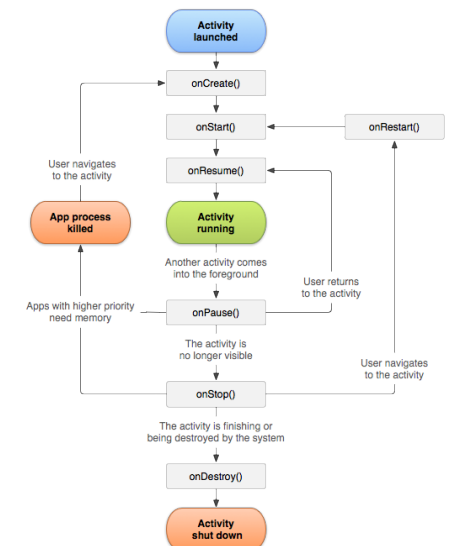 Activity
launched
onCreate()
onStart()
onRestart()
User navigates
to the activity
onResume()
App process
killed
Activity
running
Another activity comes
into the foreground
User returns
to the activity
Apps with higher priority
need memory
onPause()
The activity is
no longer visible
User navigates
to the activity
onStop()
The activity is finishing or
being destroyed by the system
onDestroy()
Activity
shut down